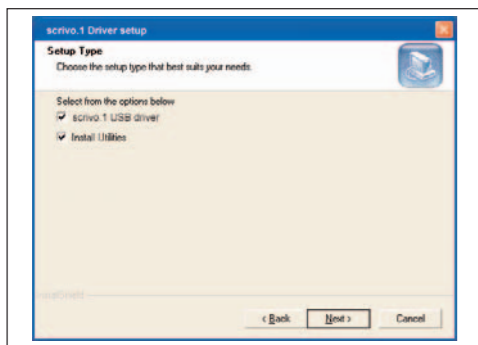 scrivo.1 Driver setup
Setup Type
Choose the setup type that best suits your needs.
Select from the options below
scrivo.1 USB driver
Install Utilities
InstallShield
< Back
Next >
Cancel